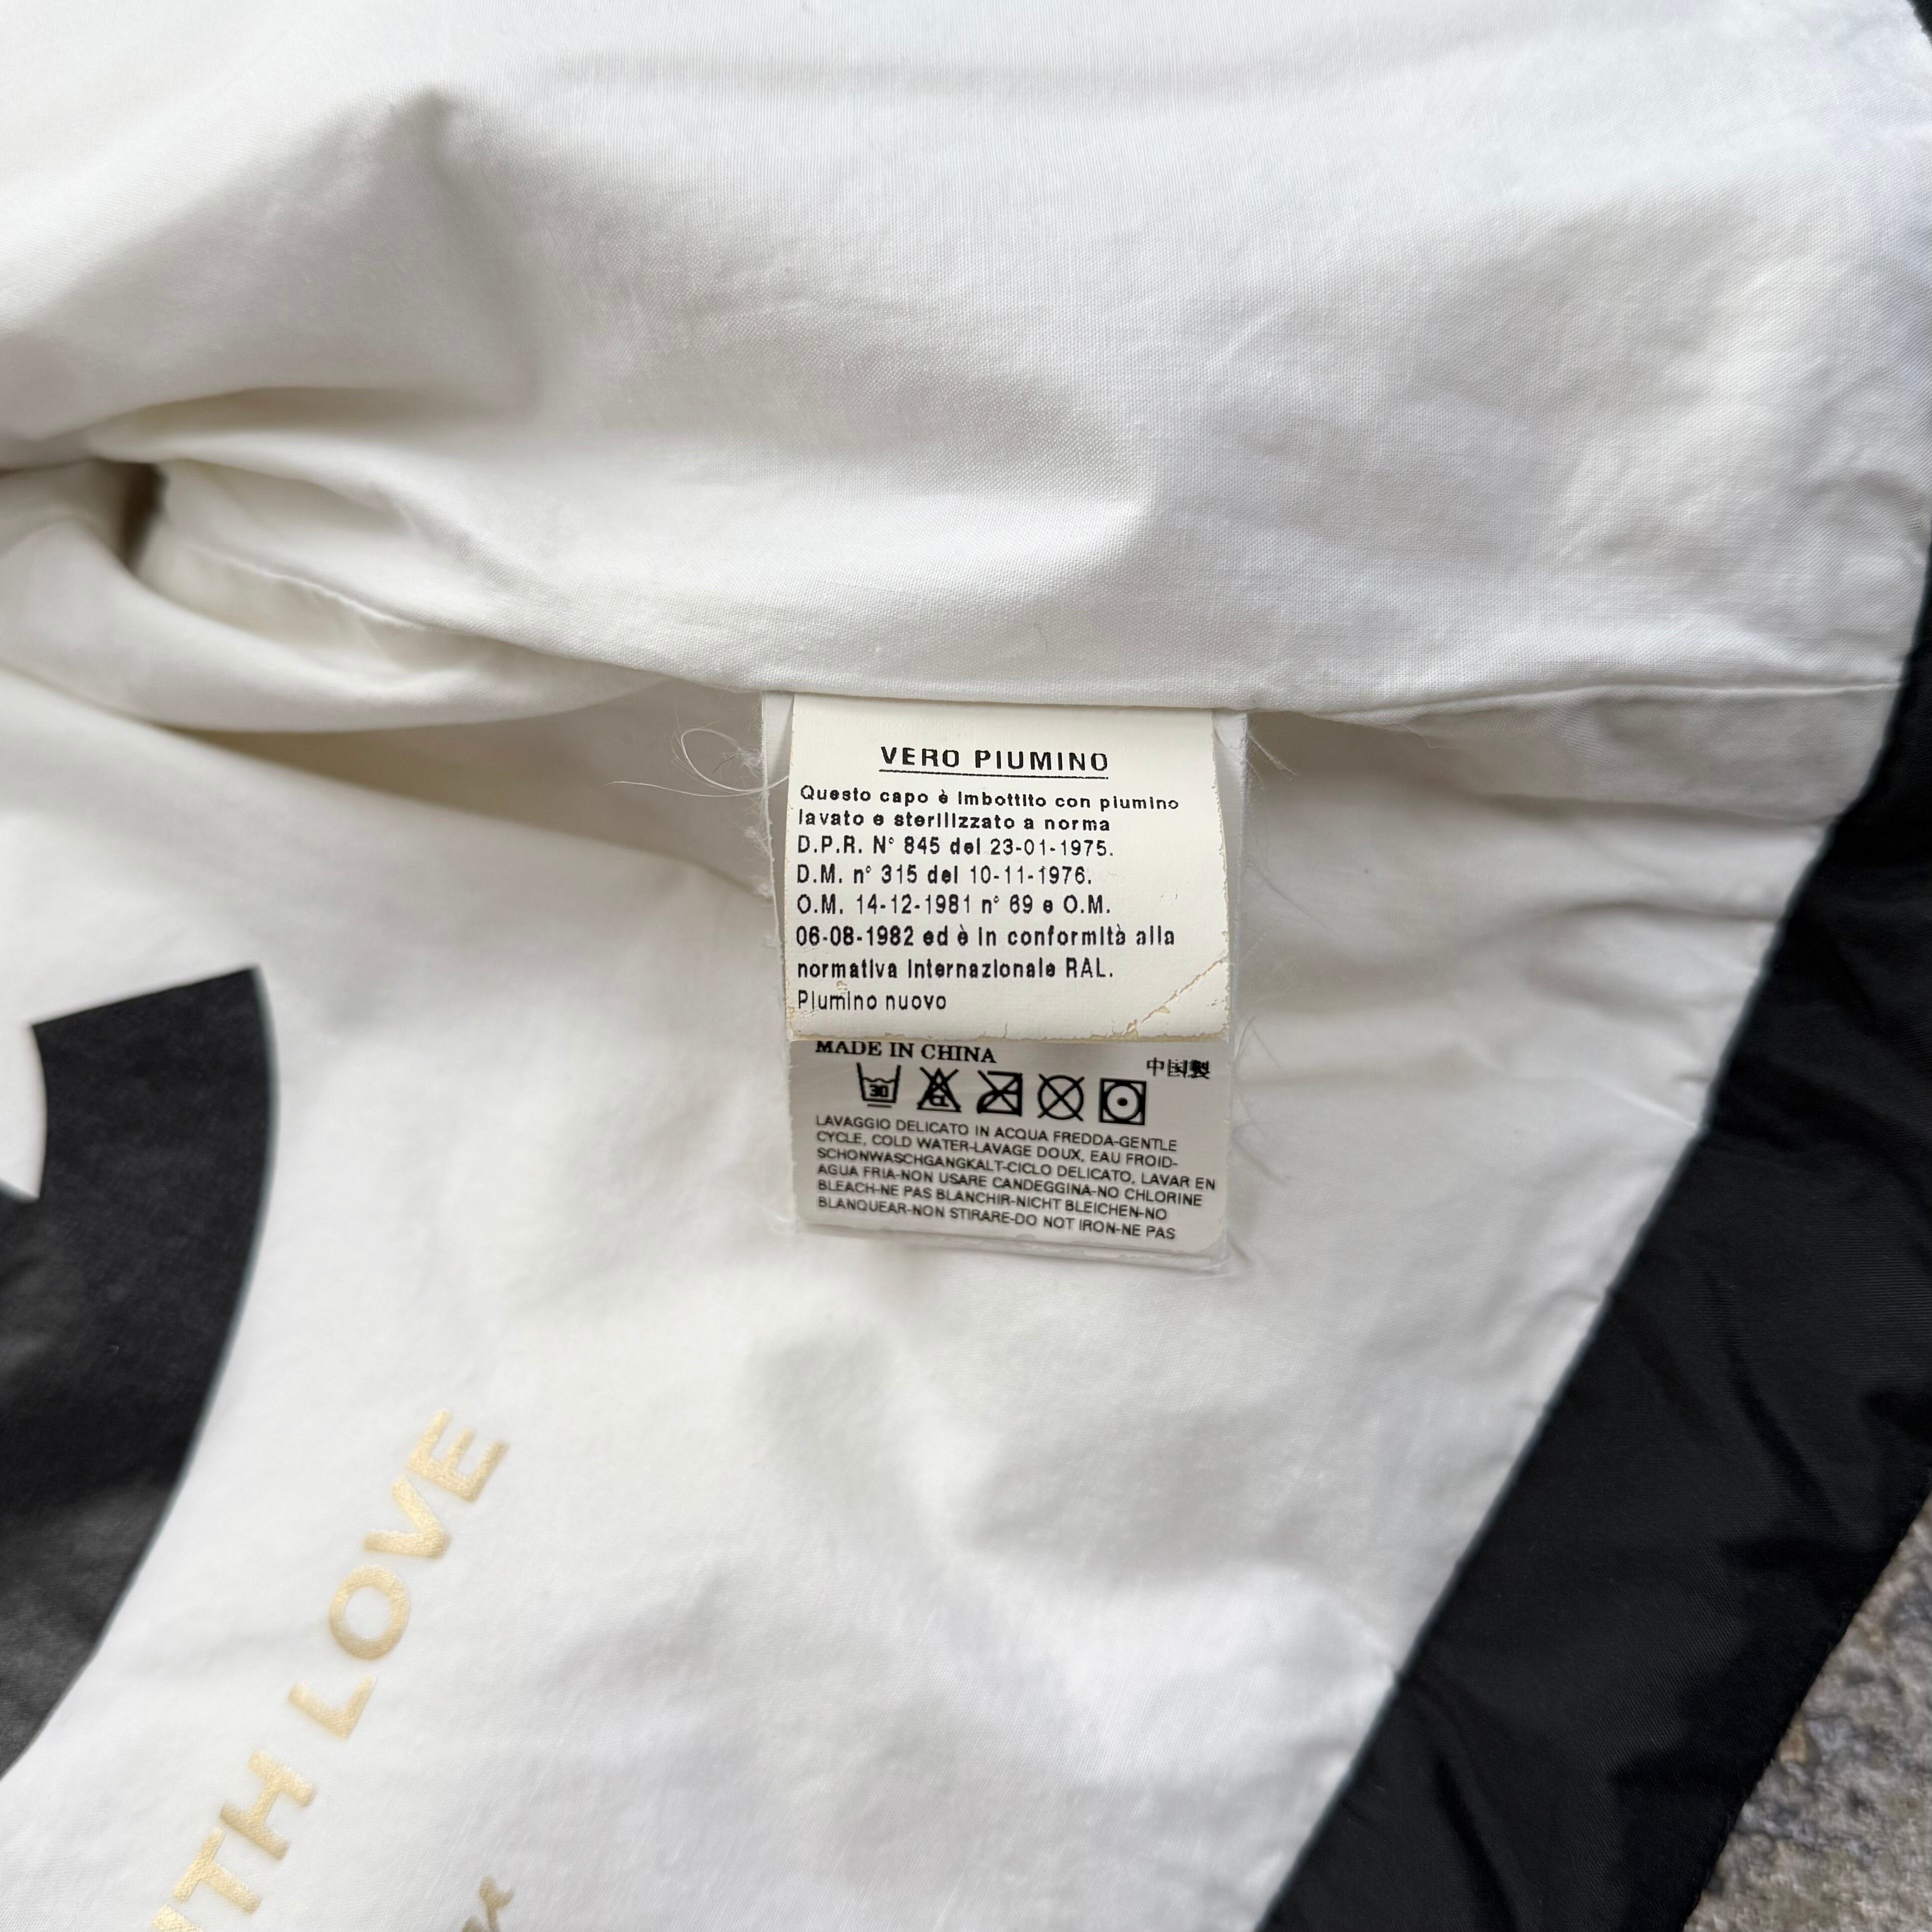 VERO PIUMINO
Questo capo è imbottito con piumino
lavato e sterilizzato a norma
D.P.R. N° 845 del 23-01-1975.
D.M. n° 315 del 10-11-1976.
O.M. 14-12-1981 n° 69 e O.M.
06-08-1982 ed è in conformità alla
normativa internazionale RAL.
Piumino nuovo
MADE IN CHINA
中国製
30
CL
LAVAGGIO DELICATO IN ACQUA FREDDA-GENTLE
CYCLE, COLD WATER-LAVAGE DOUX, EAU FROID-
SCHONWASCHGANGKALT-CICLO DELICATO, LAVAR EN
AGUA FRIA-NON USARE CANDEGGINA-NO CHLORINE
BLEACH-NE PAS BLANCHIR-NICHT BLEICHEN-NO
BLANQUEAR-NON STIRARE-DO NOT IRON-NE PAS
ITH LOVE